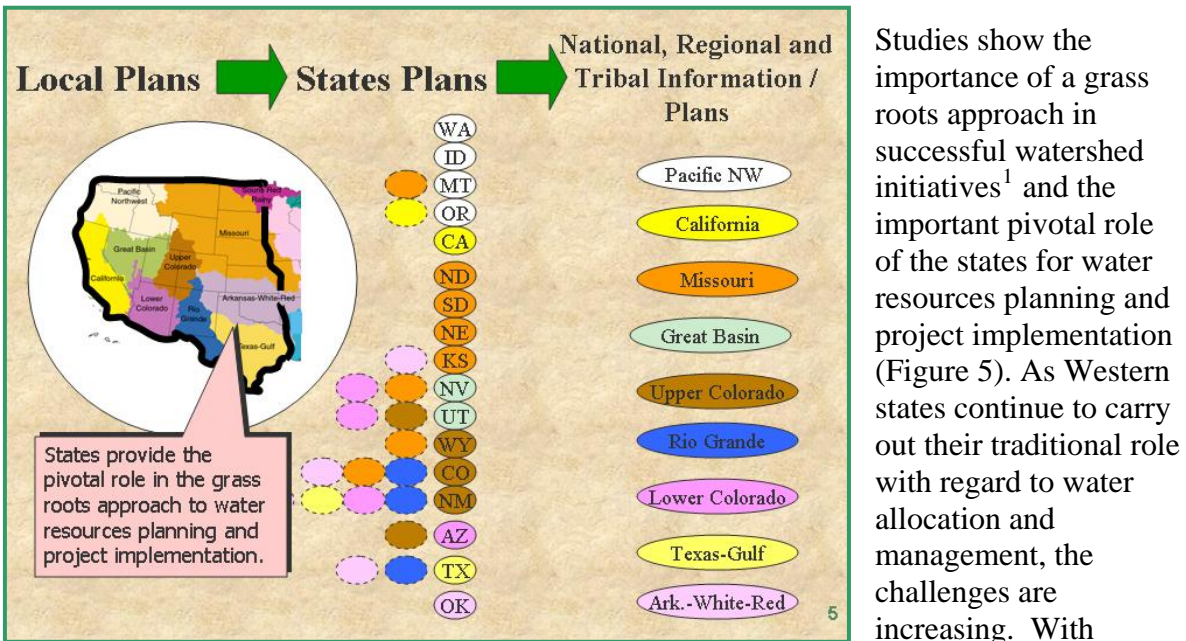 Local Plans
States Plans
National, Regional and
Tribal Information /
Plans
Pacific
Northwest
Souris Red
Rainy
Missouri
Great Basin
Upper
Colorado
California
Lower
Colorado
Rio
Grande
Arkansas-White-Red
Texas-Gulf
States provide the
pivotal role in the grass
roots approach to water
resources planning and
project implementation.
WA
ID
MT
OR
CA
ND
SD
NE
KS
NV
UT
WY
CO
NM
AZ
TX
OK
Pacific NW
California
Missouri
Great Basin
Upper Colorado
Rio Grande
Lower Colorado
Texas-Gulf
Ark.-White-Red
5
Studies show the
importance of a grass
roots approach in
successful watershed
initiatives¹ and the
important pivotal role
of the states for water
resources planning and
project implementation
(Figure 5). As Western
states continue to carry
out their traditional role
with regard to water
allocation and
management, the
challenges are
increasing. With